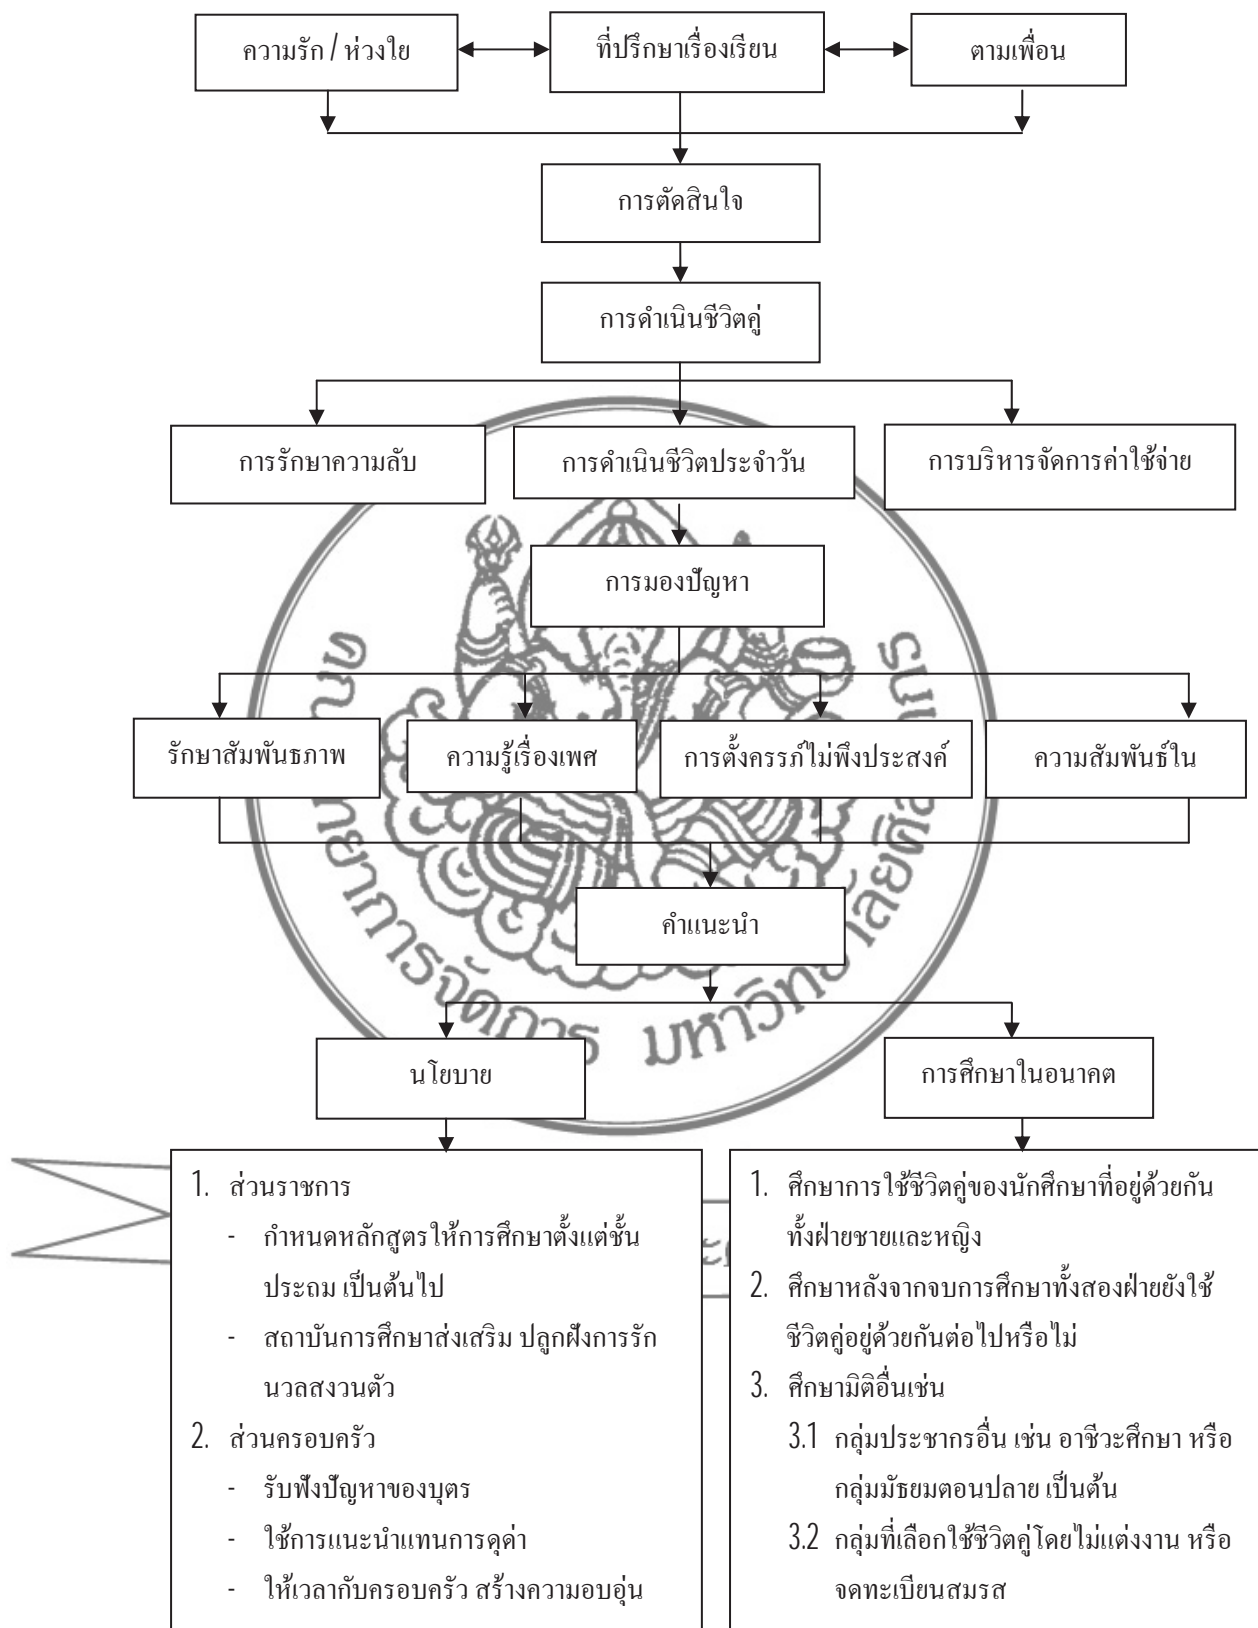 ความรัก / ห่วงใย
ที่ปรึกษาเรื่องเรียน
ตามเพื่อน
การตัดสินใจ
การดำเนินชีวิตคู่
การรักษาความลับ
การดำเนินชีวิตประจำวัน
การบริหารจัดการค่าใช้จ่าย
การมองปัญหา
รักษาสัมพันธภาพ
ความรู้เรื่องเพศ
การตั้งครรภ์ไม่พึงประสงค์
ความสัมพันธ์ใน
คำแนะนำ
นโยบาย
การศึกษาในอนาคต
1. ส่วนราชการ
- กำหนดหลักสูตรให้การศึกษาตั้งแต่ชั้น
ประถม เป็นต้นไป
- สถาบันการศึกษาส่งเสริม ปลูกฝังการรัก
นวลสงวนตัว
2. ส่วนครอบครัว
- รับฟังปัญหาของบุตร
- ใช้การแนะนำแทนการดุด่า
- ให้เวลากับครอบครัว สร้างความอบอุ่น
1. ศึกษาการใช้ชีวิตคู่ของนักศึกษาที่อยู่ด้วยกัน
ทั้งฝ่ายชายและหญิง
2. ศึกษาหลังจากจบการศึกษาทั้งสองฝ่ายยังใช้
ชีวิตคู่อยู่ด้วยกันต่อไปหรือไม่
3. ศึกษามิติอื่นเช่น
3.1 กลุ่มประชากรอื่น เช่น อาชีวะศึกษา หรือ
กลุ่มมัธยมตอนปลาย เป็นต้น
3.2 กลุ่มที่เลือกใช้ชีวิตคู่โดยไม่แต่งงาน หรือ
จดทะเบียนสมรส
ยาการจัดการ มหาวิทยาลัยศิล